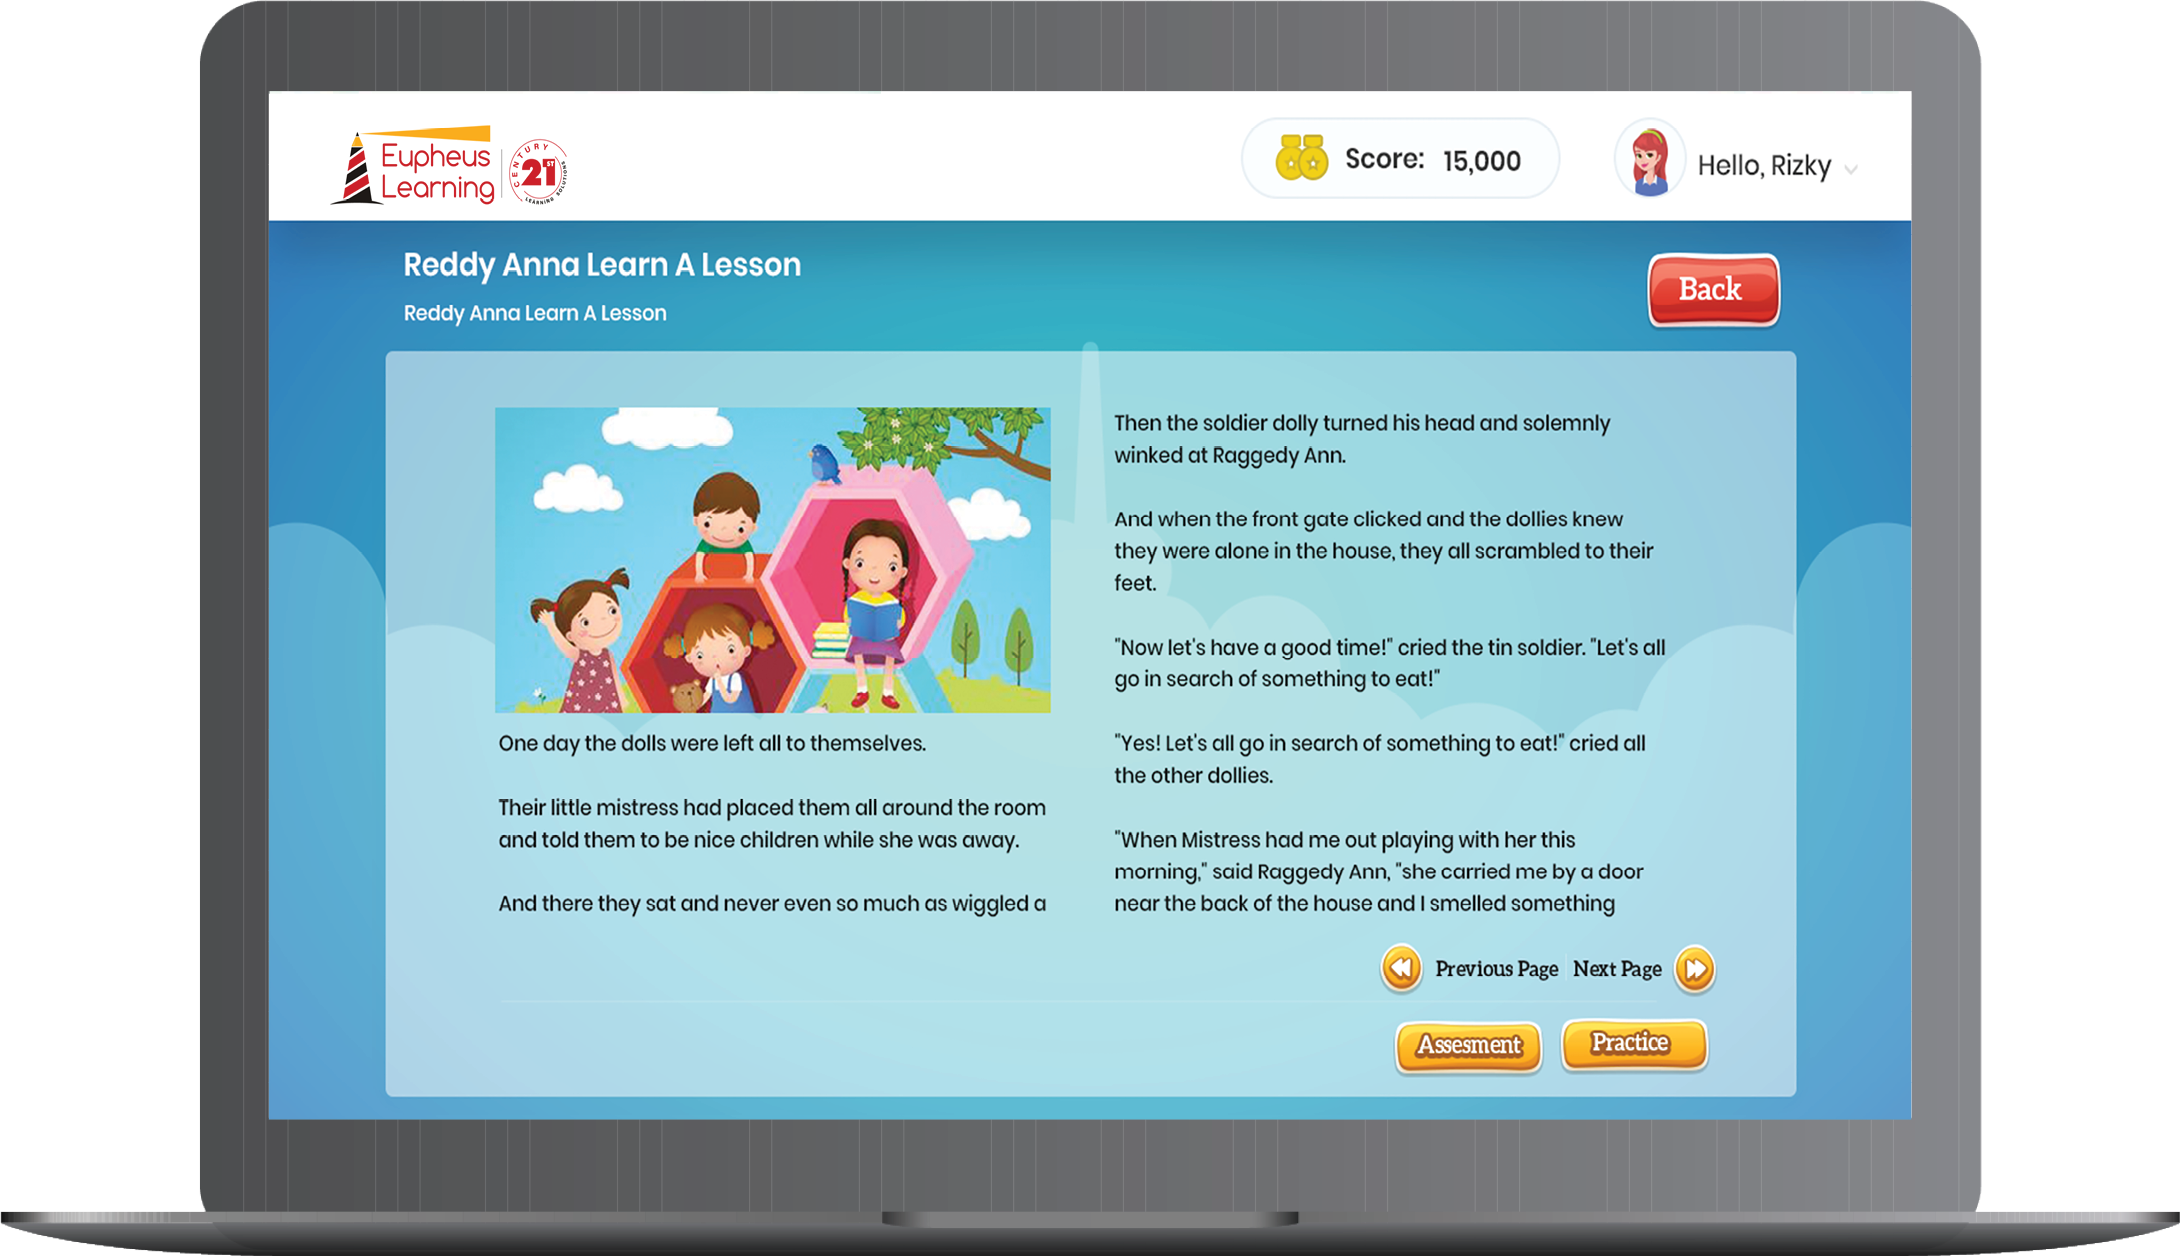 Eupheus
Learning
CENTURY
21ST
LEARNING SOLUTIONS
Score: 15,000
Hello, Rizky
Reddy Anna Learn A Lesson
Reddy Anna Learn A Lesson
Back
One day the dolls were left all to themselves.
Their little mistress had placed them all around the room
and told them to be nice children while she was away.
And there they sat and never even so much as wiggled a
Then the soldier dolly turned his head and solemnly
winked at Raggedy Ann.
And when the front gate clicked and the dollies knew
they were alone in the house, they all scrambled to their
feet.
"Now let's have a good time!" cried the tin soldier. "Let's all
go in search of something to eat!"
"Yes! Let's all go in search of something to eat!" cried all
the other dollies.
"When Mistress had me out playing with her this
morning," said Raggedy Ann, "she carried me by a door
near the back of the house and I smelled something
Previous Page Next Page
Assesment Practice